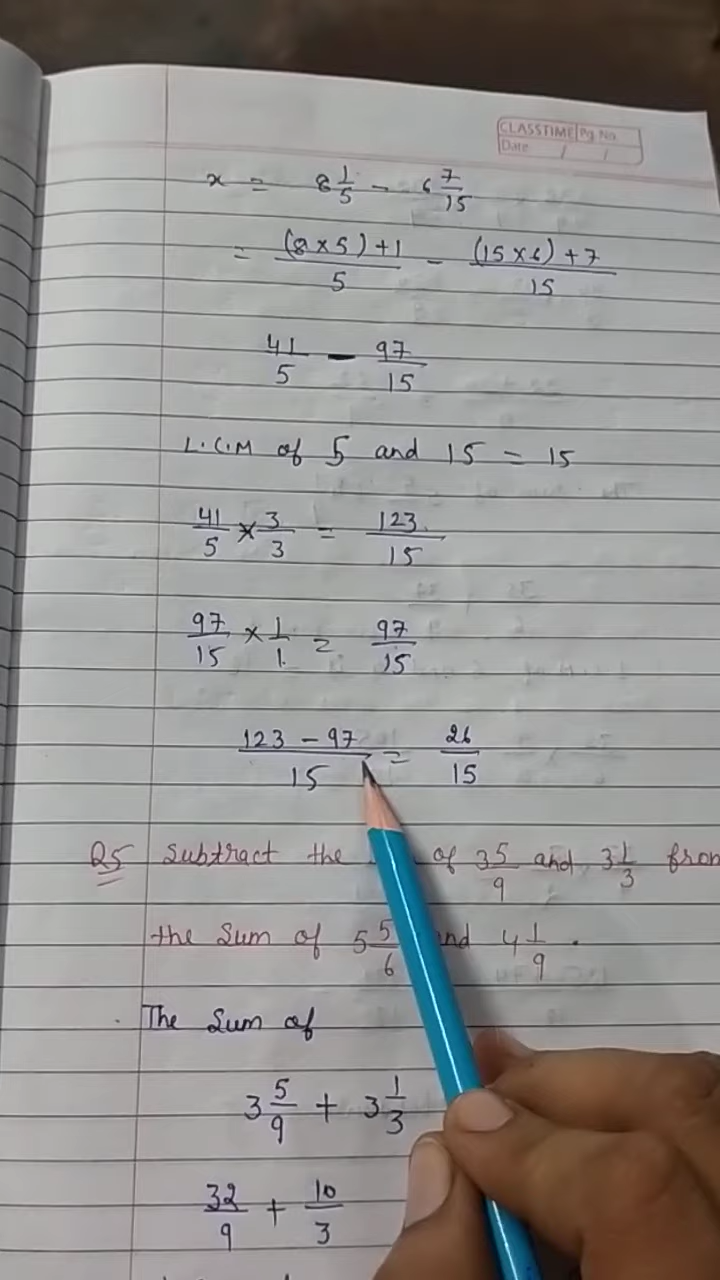 CLASSTIME Pg. No.
Date / /
x = 8 1/5 - 6 7/15
= (8×5)+1/5 - (15×6)+7/15
41/5 - 97/15
L.C.M of 5 and 15 = 15
41/5 × 3/3 = 123/15
97/15 × 1/1 = 97/15
123-97/15 = 26/15
Q5 Subtract the of 3 5/9 and 3 1/3 from
the Sum of 5 5/6 and 4 1/9 .
The Sum of
3 5/9 + 3 1/3
32/9 + 10/3